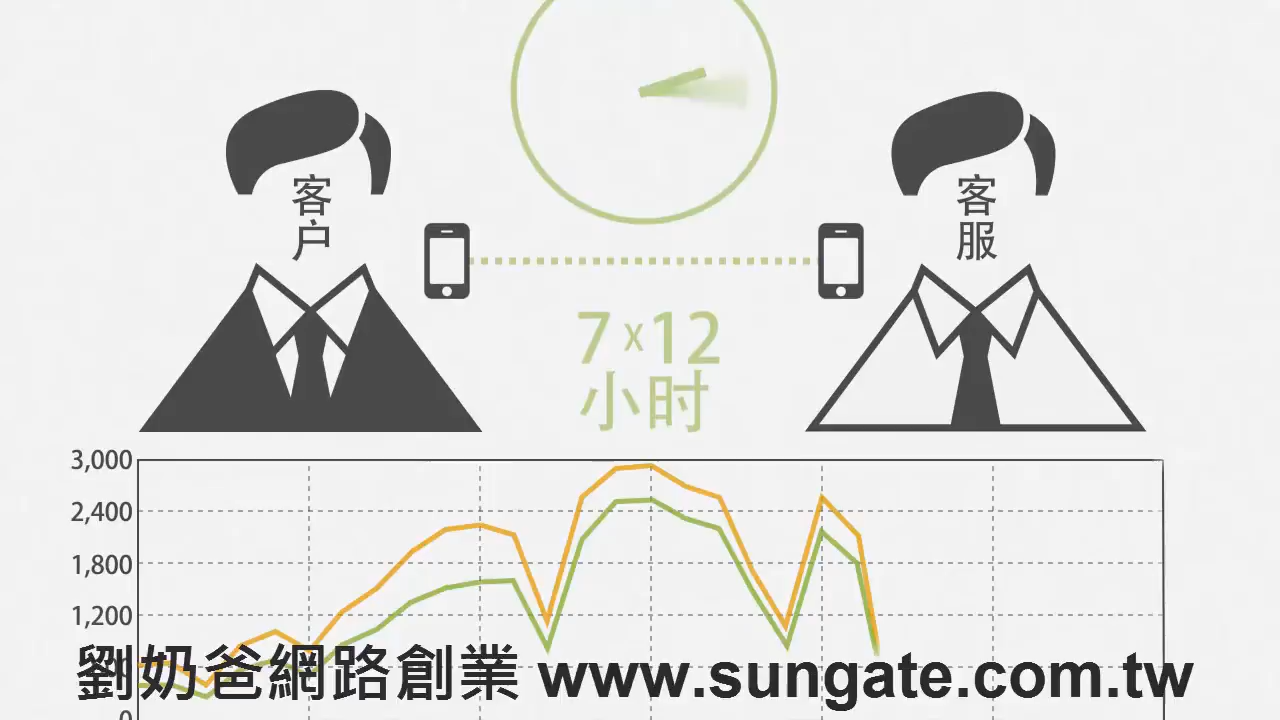 客户
客服
7 x 12
小时
3,000
2,400
1,800
1,200
0
劉奶爸網路創業 www.sungate.com.tw